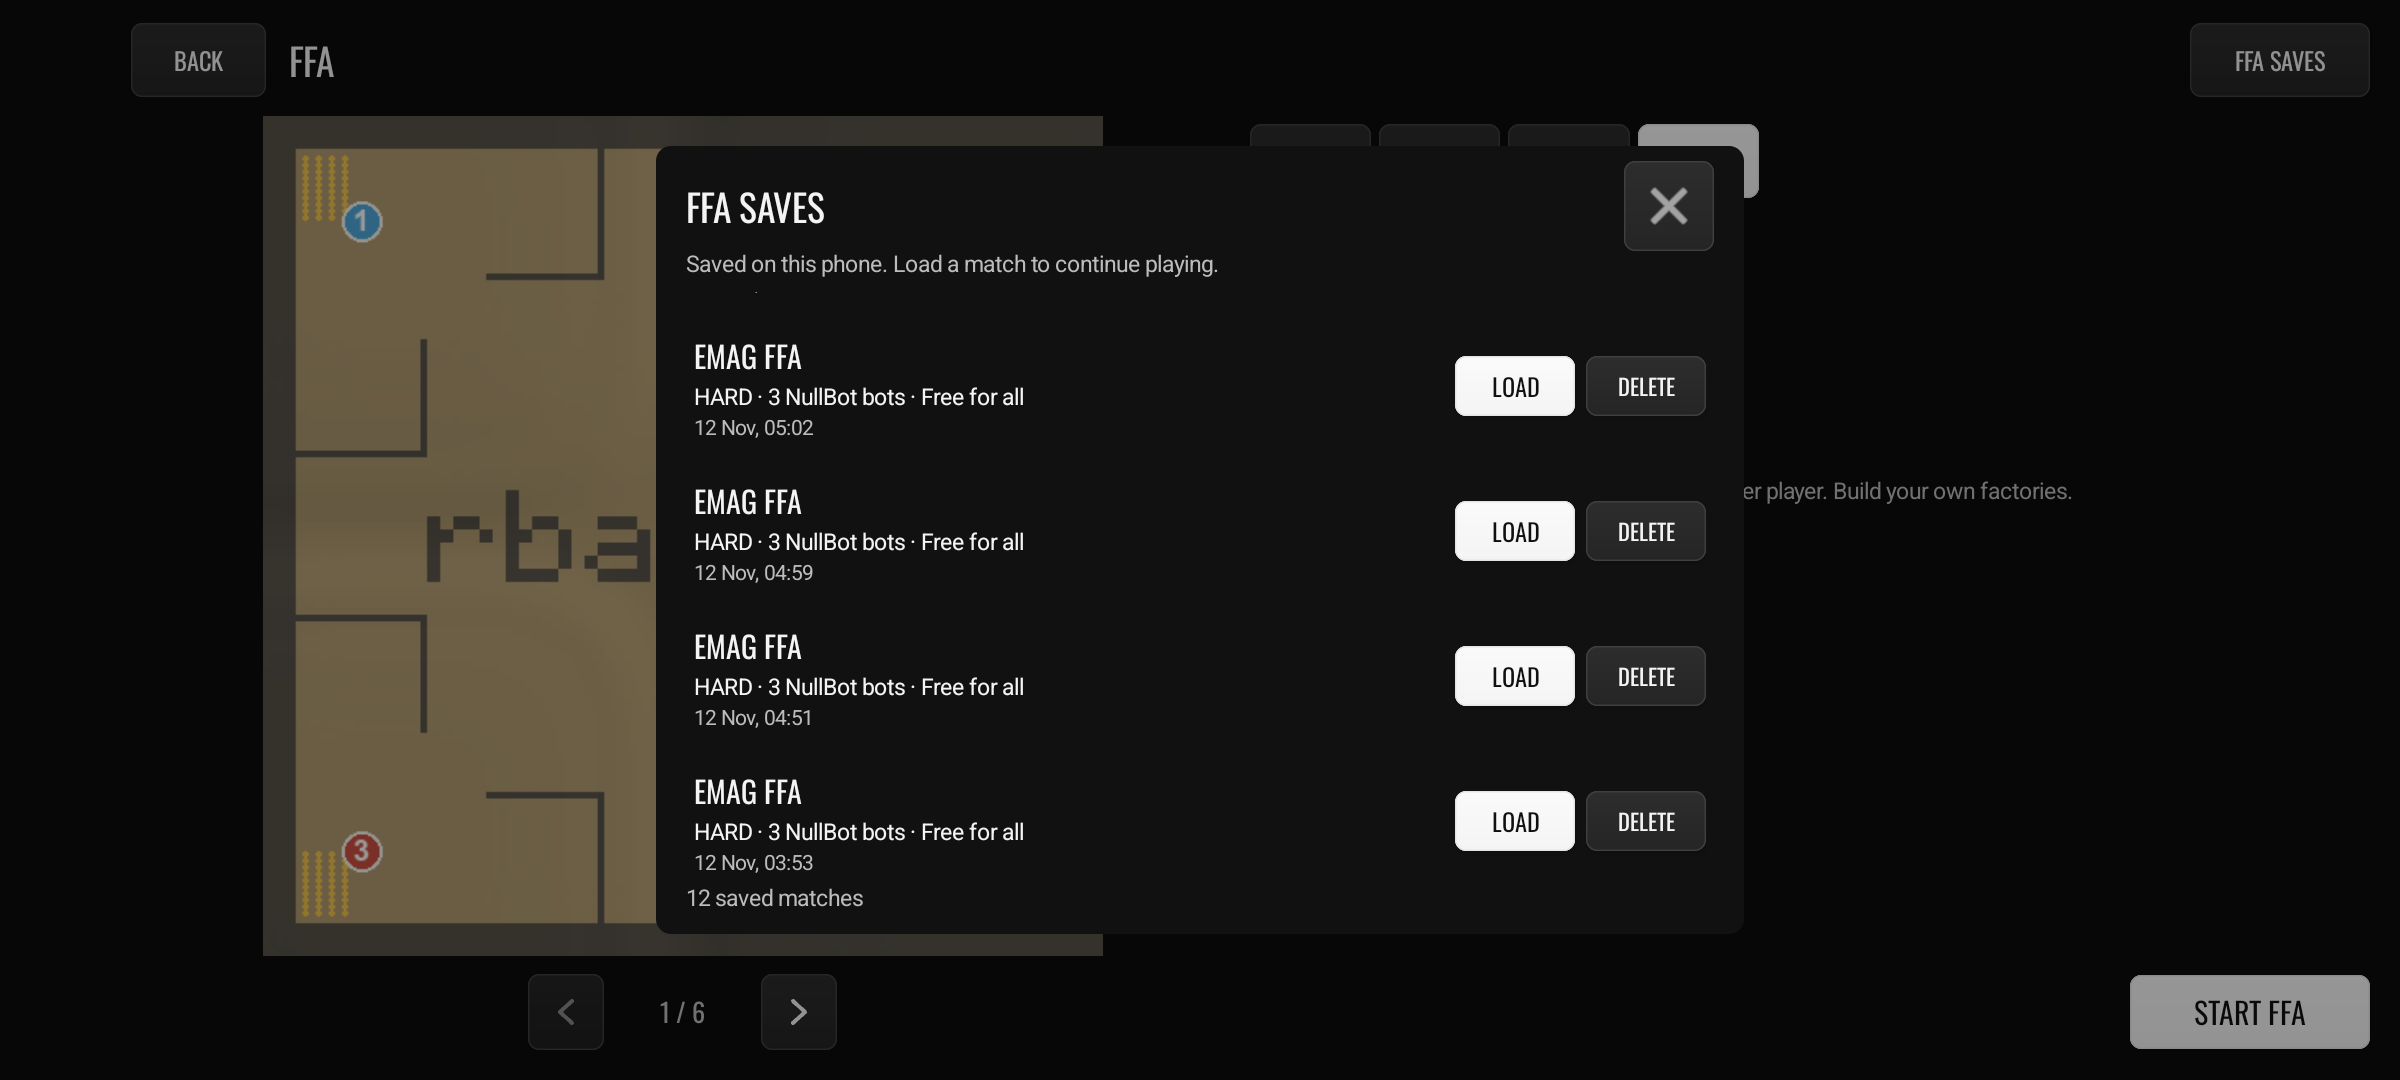 BACK
FFA
FFA SAVES
1
rba
3
FFA SAVES
Saved on this phone. Load a match to continue playing.
EMAG FFA
HARD · 3 NullBot bots · Free for all
12 Nov, 05:02
LOAD
DELETE
EMAG FFA
HARD · 3 NullBot bots · Free for all
12 Nov, 04:59
LOAD
DELETE
EMAG FFA
HARD · 3 NullBot bots · Free for all
12 Nov, 04:51
LOAD
DELETE
EMAG FFA
HARD · 3 NullBot bots · Free for all
12 Nov, 03:53
LOAD
DELETE
12 saved matches
er player. Build your own factories.
1 / 6
START FFA